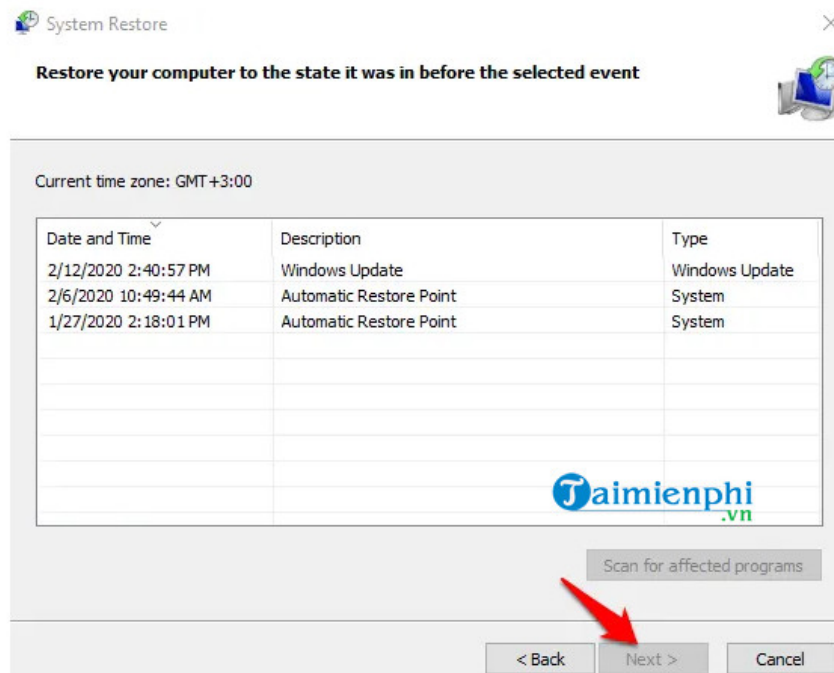 System Restore
Restore your computer to the state it was in before the selected event
Current time zone: GMT+3:00
Date and Time Description Type
2/12/2020 2:40:57 PM Windows Update Windows Update
2/6/2020 10:49:44 AM Automatic Restore Point System
1/27/2020 2:18:01 PM Automatic Restore Point System
Taimienphi
.vn
Scan for affected programs
< Back Next > Cancel